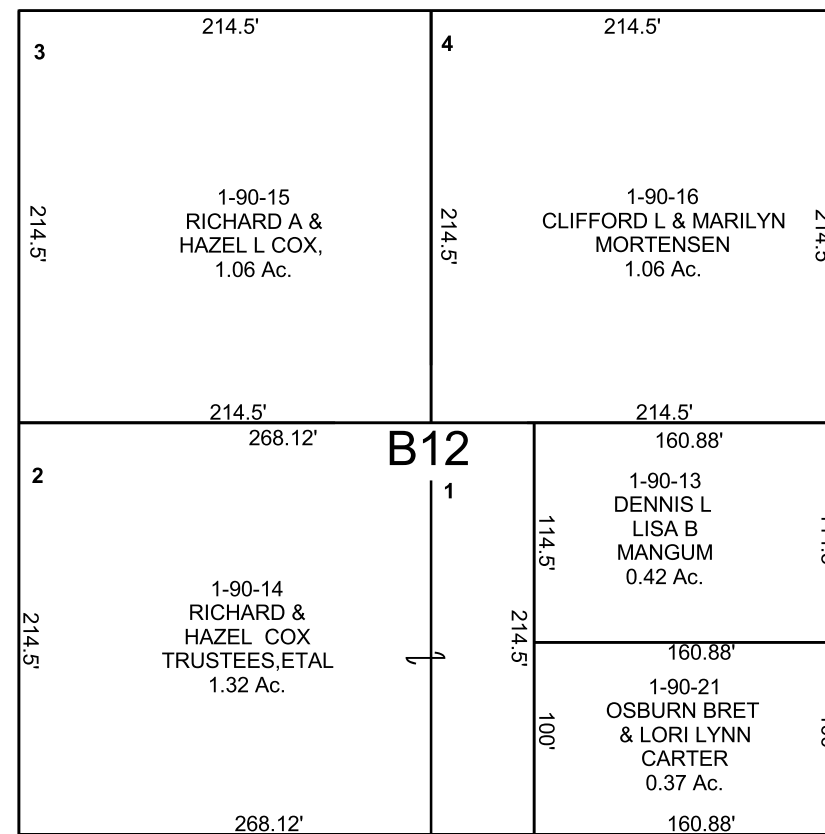 214.5'
214.5'
3
4
214.5'
1-90-15
RICHARD A &
HAZEL L COX,
1.06 Ac.
214.5'
1-90-16
CLIFFORD L & MARILYN
MORTENSEN
1.06 Ac.
214.5'
214.5'
214.5'
268.12'
B12
160.88'
2
1
1-90-13
DENNIS L
LISA B
MANGUM
0.42 Ac.
114.5'
1-90-14
RICHARD &
HAZEL  COX
TRUSTEES,ETAL
1.32 Ac.
214.5'
214.5'
160.88'
1-90-21
OSBURN BRET
& LORI LYNN
CARTER
0.37 Ac.
100'
268.12'
160.88'